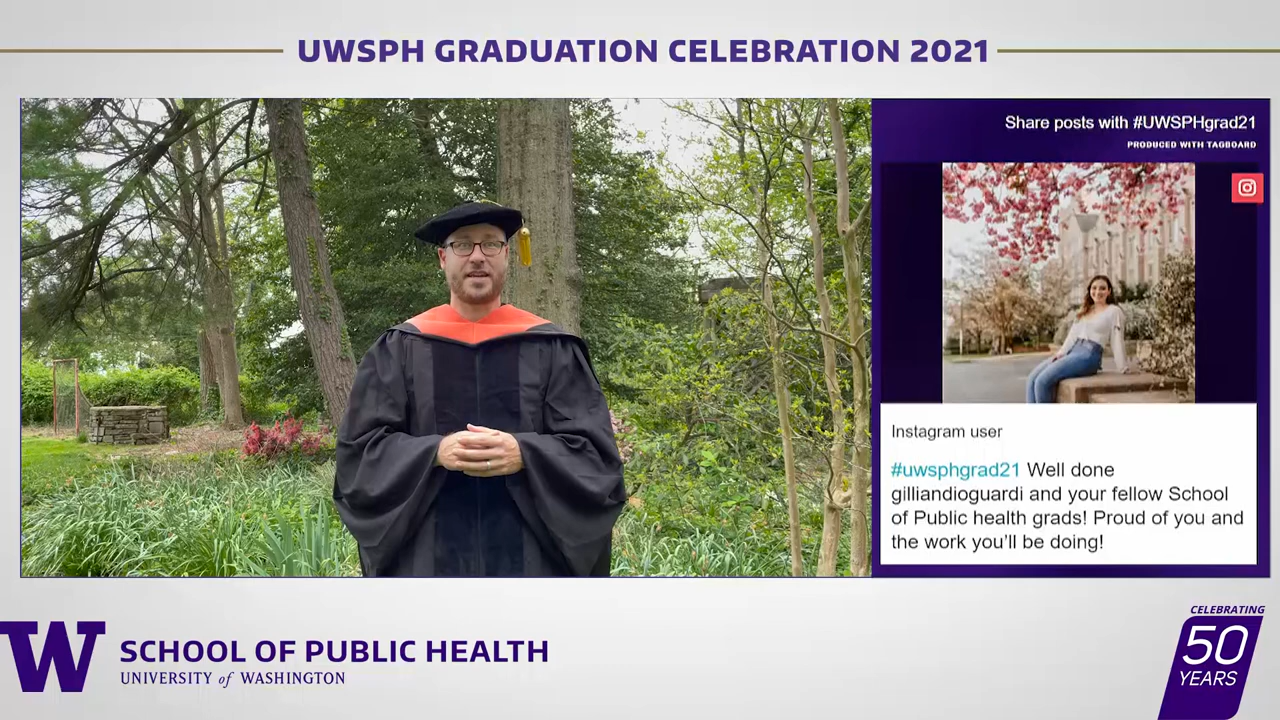 UWSPH GRADUATION CELEBRATION 2021
Share posts with #UWSPHgrad21
PRODUCED WITH TAGBOARD
Instagram user
#uwsphgrad21 Well done
gilliandioguardi and your fellow School
of Public health grads! Proud of you and
the work you'll be doing!
W SCHOOL OF PUBLIC HEALTH
UNIVERSITY of WASHINGTON
CELEBRATING
50
YEARS